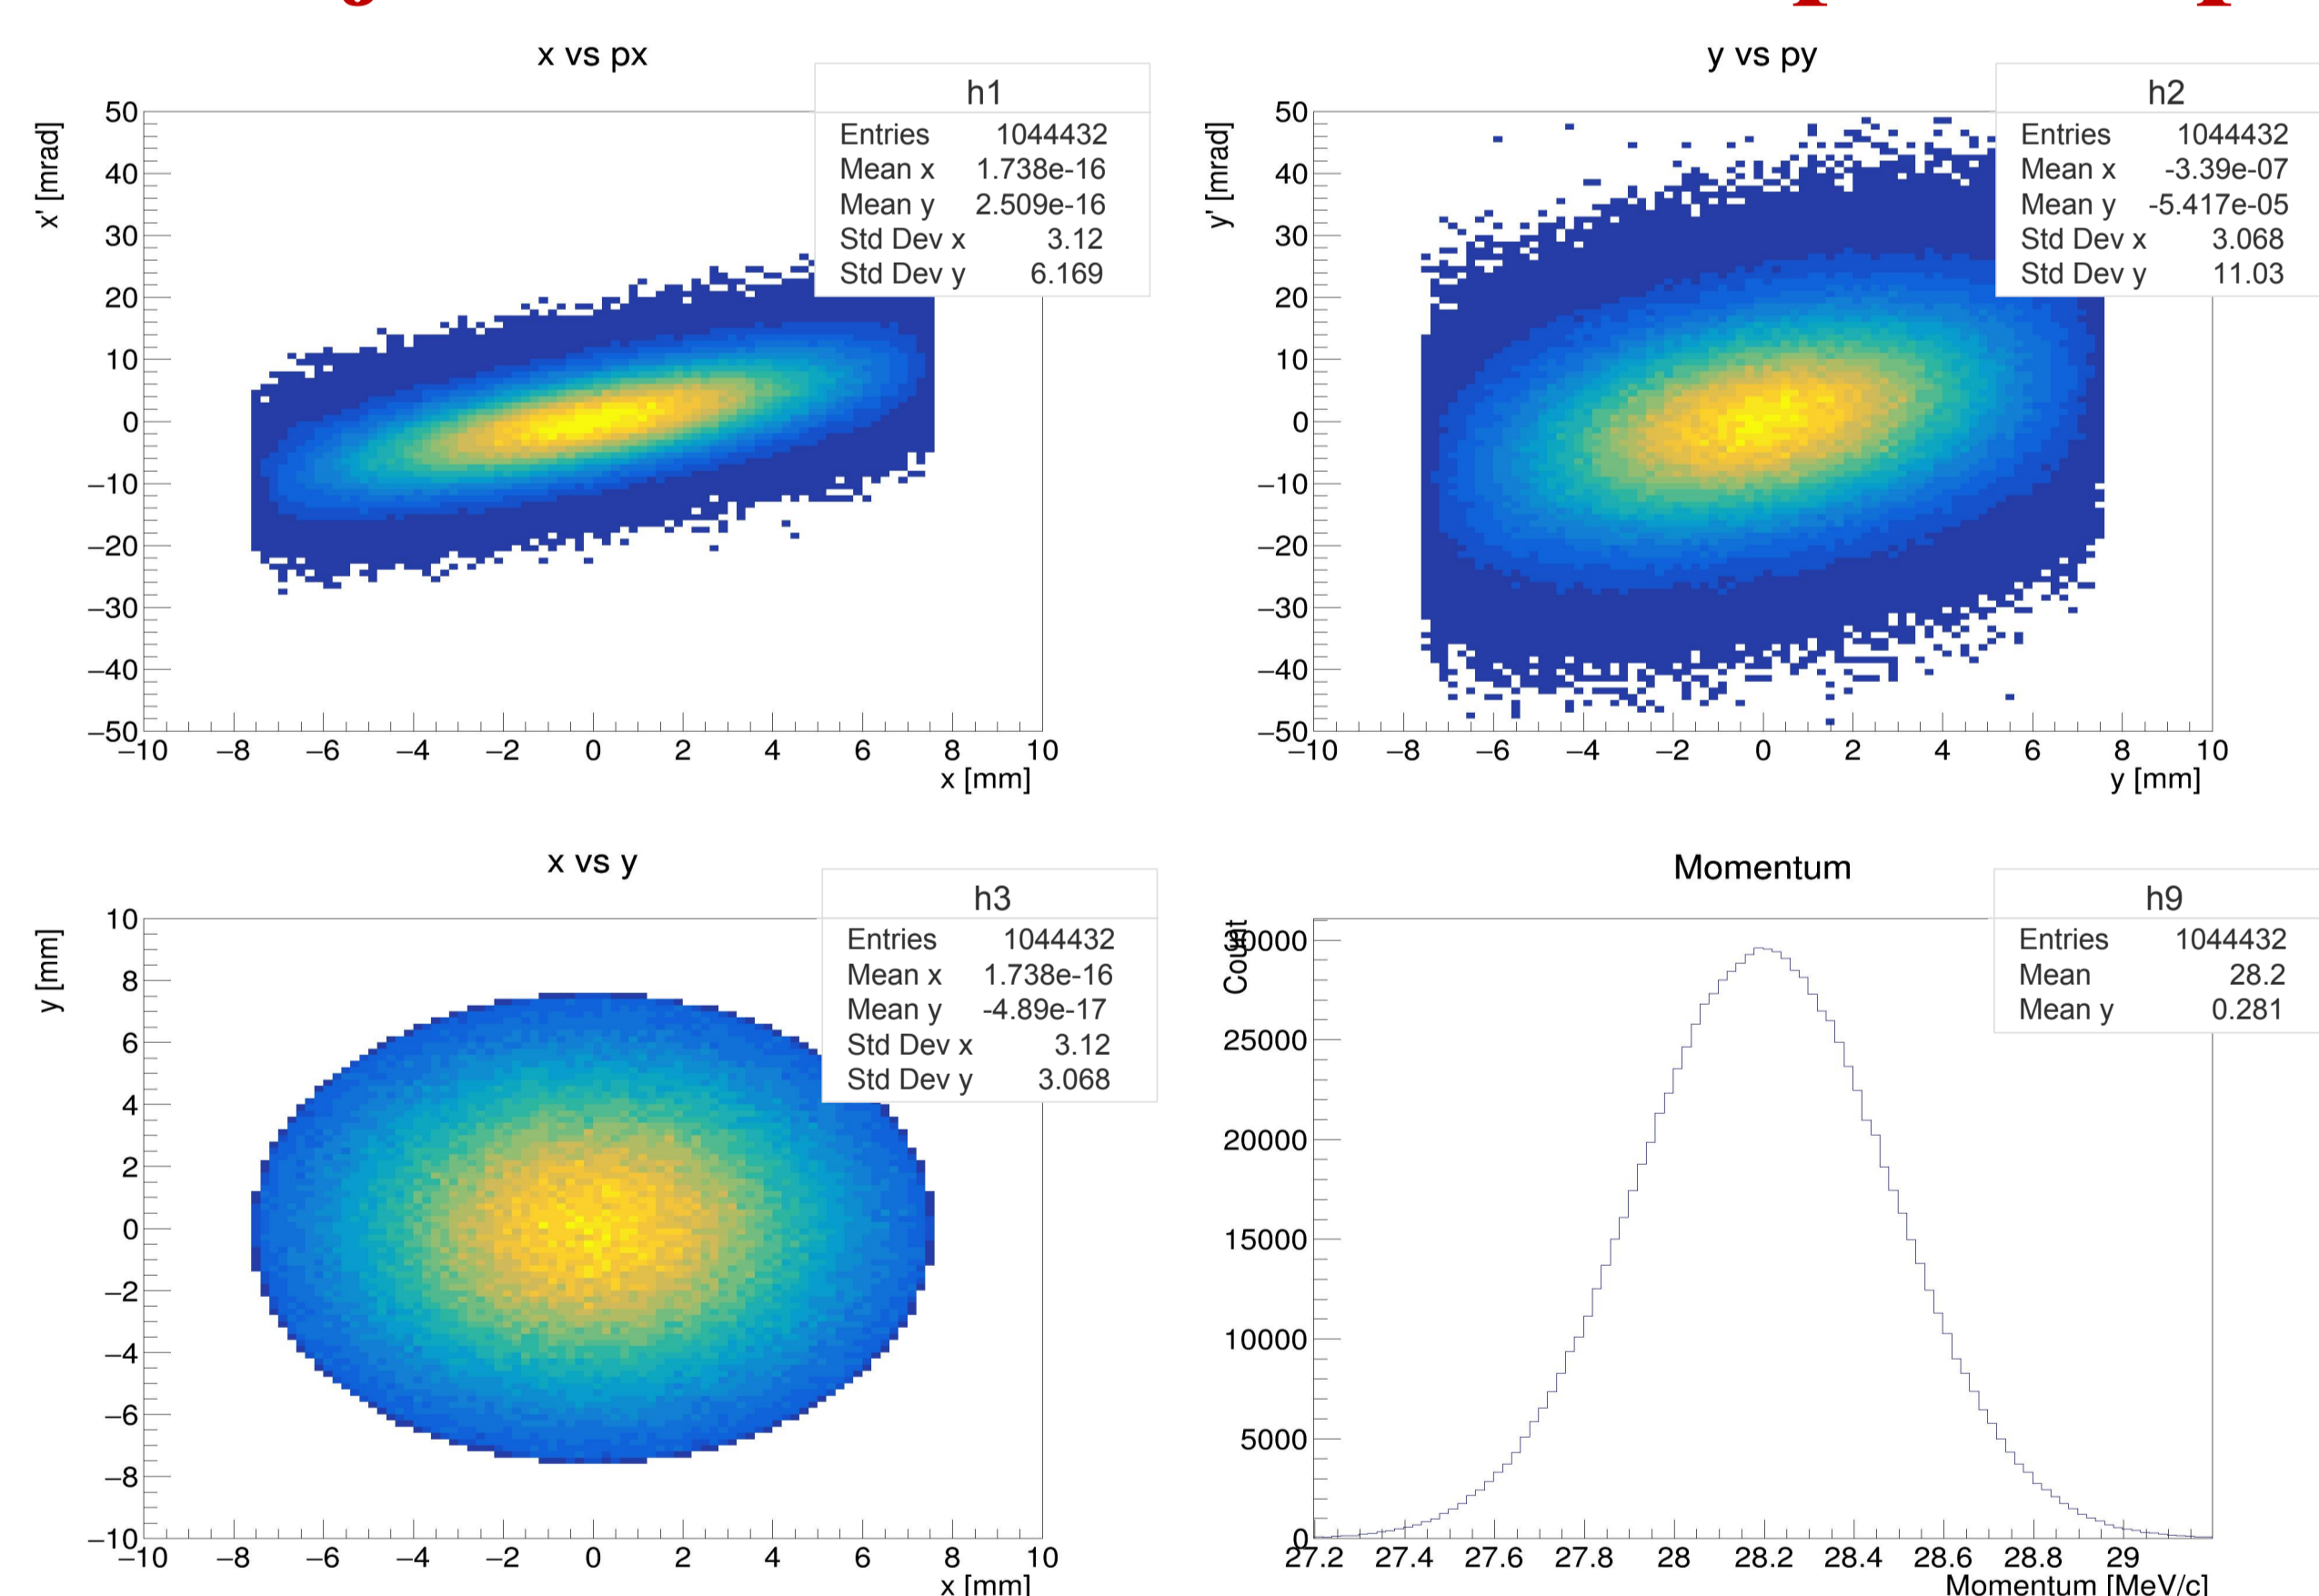 x vs px
h1
Entries 1044432
Mean x 1.738e-16
Mean y 2.509e-16
Std Dev x 3.12
Std Dev y 6.169
x' [mrad]
50
40
30
20
10
0
−10
−20
−30
−40
−50
−10 −8 −6 −4 −2 0 2 4 6 8 10
x [mm]
y vs py
h2
Entries 1044432
Mean x -3.39e-07
Mean y -5.417e-05
Std Dev x 3.068
Std Dev y 11.03
y' [mrad]
50
40
30
20
10
0
−10
−20
−30
−40
−50
−10 −8 −6 −4 −2 0 2 4 6 8 10
y [mm]
x vs y
h3
Entries 1044432
Mean x 1.738e-16
Mean y -4.89e-17
Std Dev x 3.12
Std Dev y 3.068
y [mm]
10
8
6
4
2
0
−2
−4
−6
−8
−10
−10 −8 −6 −4 −2 0 2 4 6 8 10
x [mm]
Momentum
h9
Entries 1044432
Mean 28.2
Mean y 0.281
Count
30000
25000
20000
15000
10000
5000
0
27.2 27.4 27.6 27.8 28 28.2 28.4 28.6 28.8 29
Momentum [MeV/c]